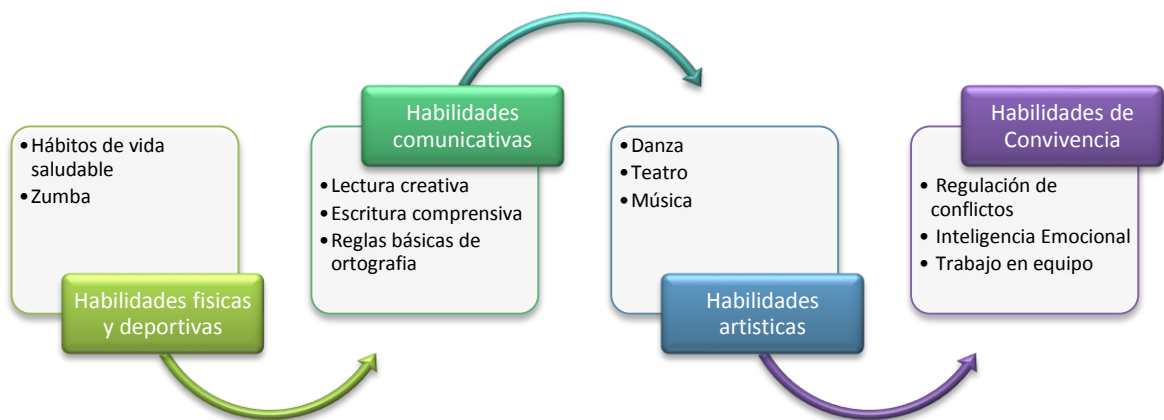 • Hábitos de vida
saludable
• Zumba
Habilidades fisicas
y deportivas
Habilidades
comunicativas
• Lectura creativa
• Escritura comprensiva
• Reglas básicas de
ortografia
• Danza
• Teatro
• Música
Habilidades
artisticas
Habilidades de
Convivencia
• Regulación de
conflictos
• Inteligencia Emocional
• Trabajo en equipo